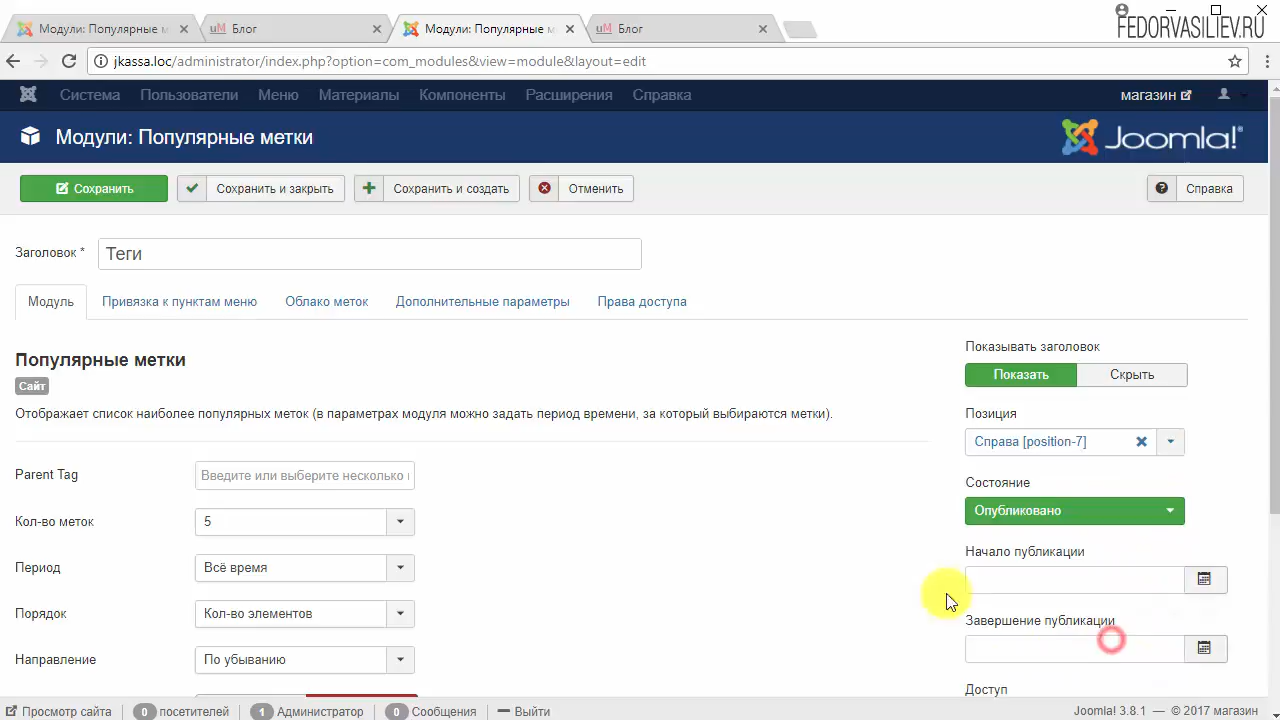 Модули: Популярные м
Блог
Модули: Популярные ме
Блог
FEDORVASILIEV.RU
jkassa.loc/administrator/index.php?option=com_modules&view=module&layout=edit
Система Пользователи Меню Материалы Компоненты Расширения Справка
магазин
Модули: Популярные метки
Joomla!®
Сохранить
Сохранить и закрыть
Сохранить и создать
Отменить
Справка
Заголовок * Теги
Модуль Привязка к пунктам меню Облако меток Дополнительные параметры Права доступа
Популярные метки
Сайт
Отображает список наиболее популярных меток (в параметрах модуля можно задать период времени, за который выбираются метки).
Parent Tag Введите или выберите несколько
Кол-во меток 5
Период Всё время
Порядок Кол-во элементов
Направление По убыванию
Показывать заголовок
Показать Скрыть
Позиция
Справа [position-7]
Состояние
Опубликовано
Начало публикации
Завершение публикации
Доступ
Просмотр сайта 0 посетителей 1 Администратор 0 Сообщения Выйти
Joomla! 3.8.1 — © 2017 магазин